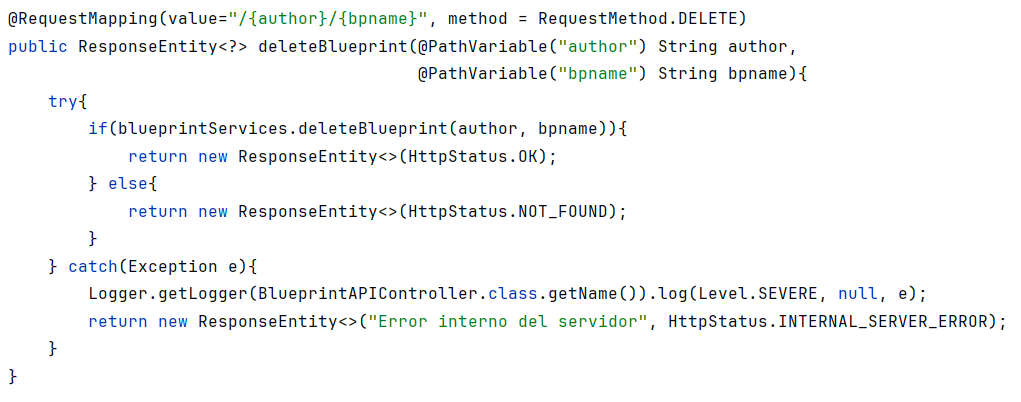 @RequestMapping(value="/{author}/{bpname}", method = RequestMethod.DELETE)
public ResponseEntity<?> deleteBlueprint(@PathVariable("author") String author,
                                         @PathVariable("bpname") String bpname){
    try{
        if(blueprintServices.deleteBlueprint(author, bpname)){
            return new ResponseEntity<>(HttpStatus.OK);
        } else{
            return new ResponseEntity<>(HttpStatus.NOT_FOUND);
        }
    } catch(Exception e){
        Logger.getLogger(BlueprintAPIController.class.getName()).log(Level.SEVERE, null, e);
        return new ResponseEntity<>("Error interno del servidor", HttpStatus.INTERNAL_SERVER_ERROR);
    }
}